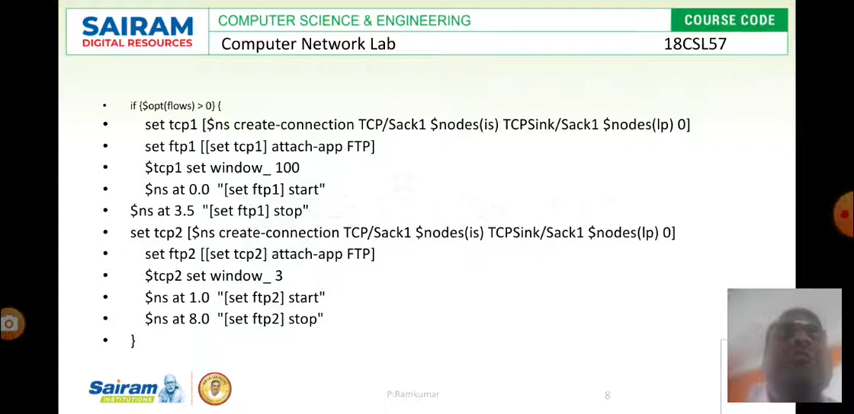 SAIRAM
DIGITAL RESOURCES
COMPUTER SCIENCE & ENGINEERING
COURSE CODE
Computer Network Lab
18CSL57
• if {$opt(flows) > 0} {
• set tcp1 [$ns create-connection TCP/Sack1 $nodes(is) TCPSink/Sack1 $nodes(lp) 0]
• set ftp1 [[set tcp1] attach-app FTP]
• $tcp1 set window_ 100
• $ns at 0.0 "[set ftp1] start"
• $ns at 3.5 "[set ftp1] stop"
• set tcp2 [$ns create-connection TCP/Sack1 $nodes(is) TCPSink/Sack1 $nodes(lp) 0]
• set ftp2 [[set tcp2] attach-app FTP]
• $tcp2 set window_ 3
• $ns at 1.0 "[set ftp2] start"
• $ns at 8.0 "[set ftp2] stop"
• }
Sairam
INSTITUTIONS
P.Ramkumar
8